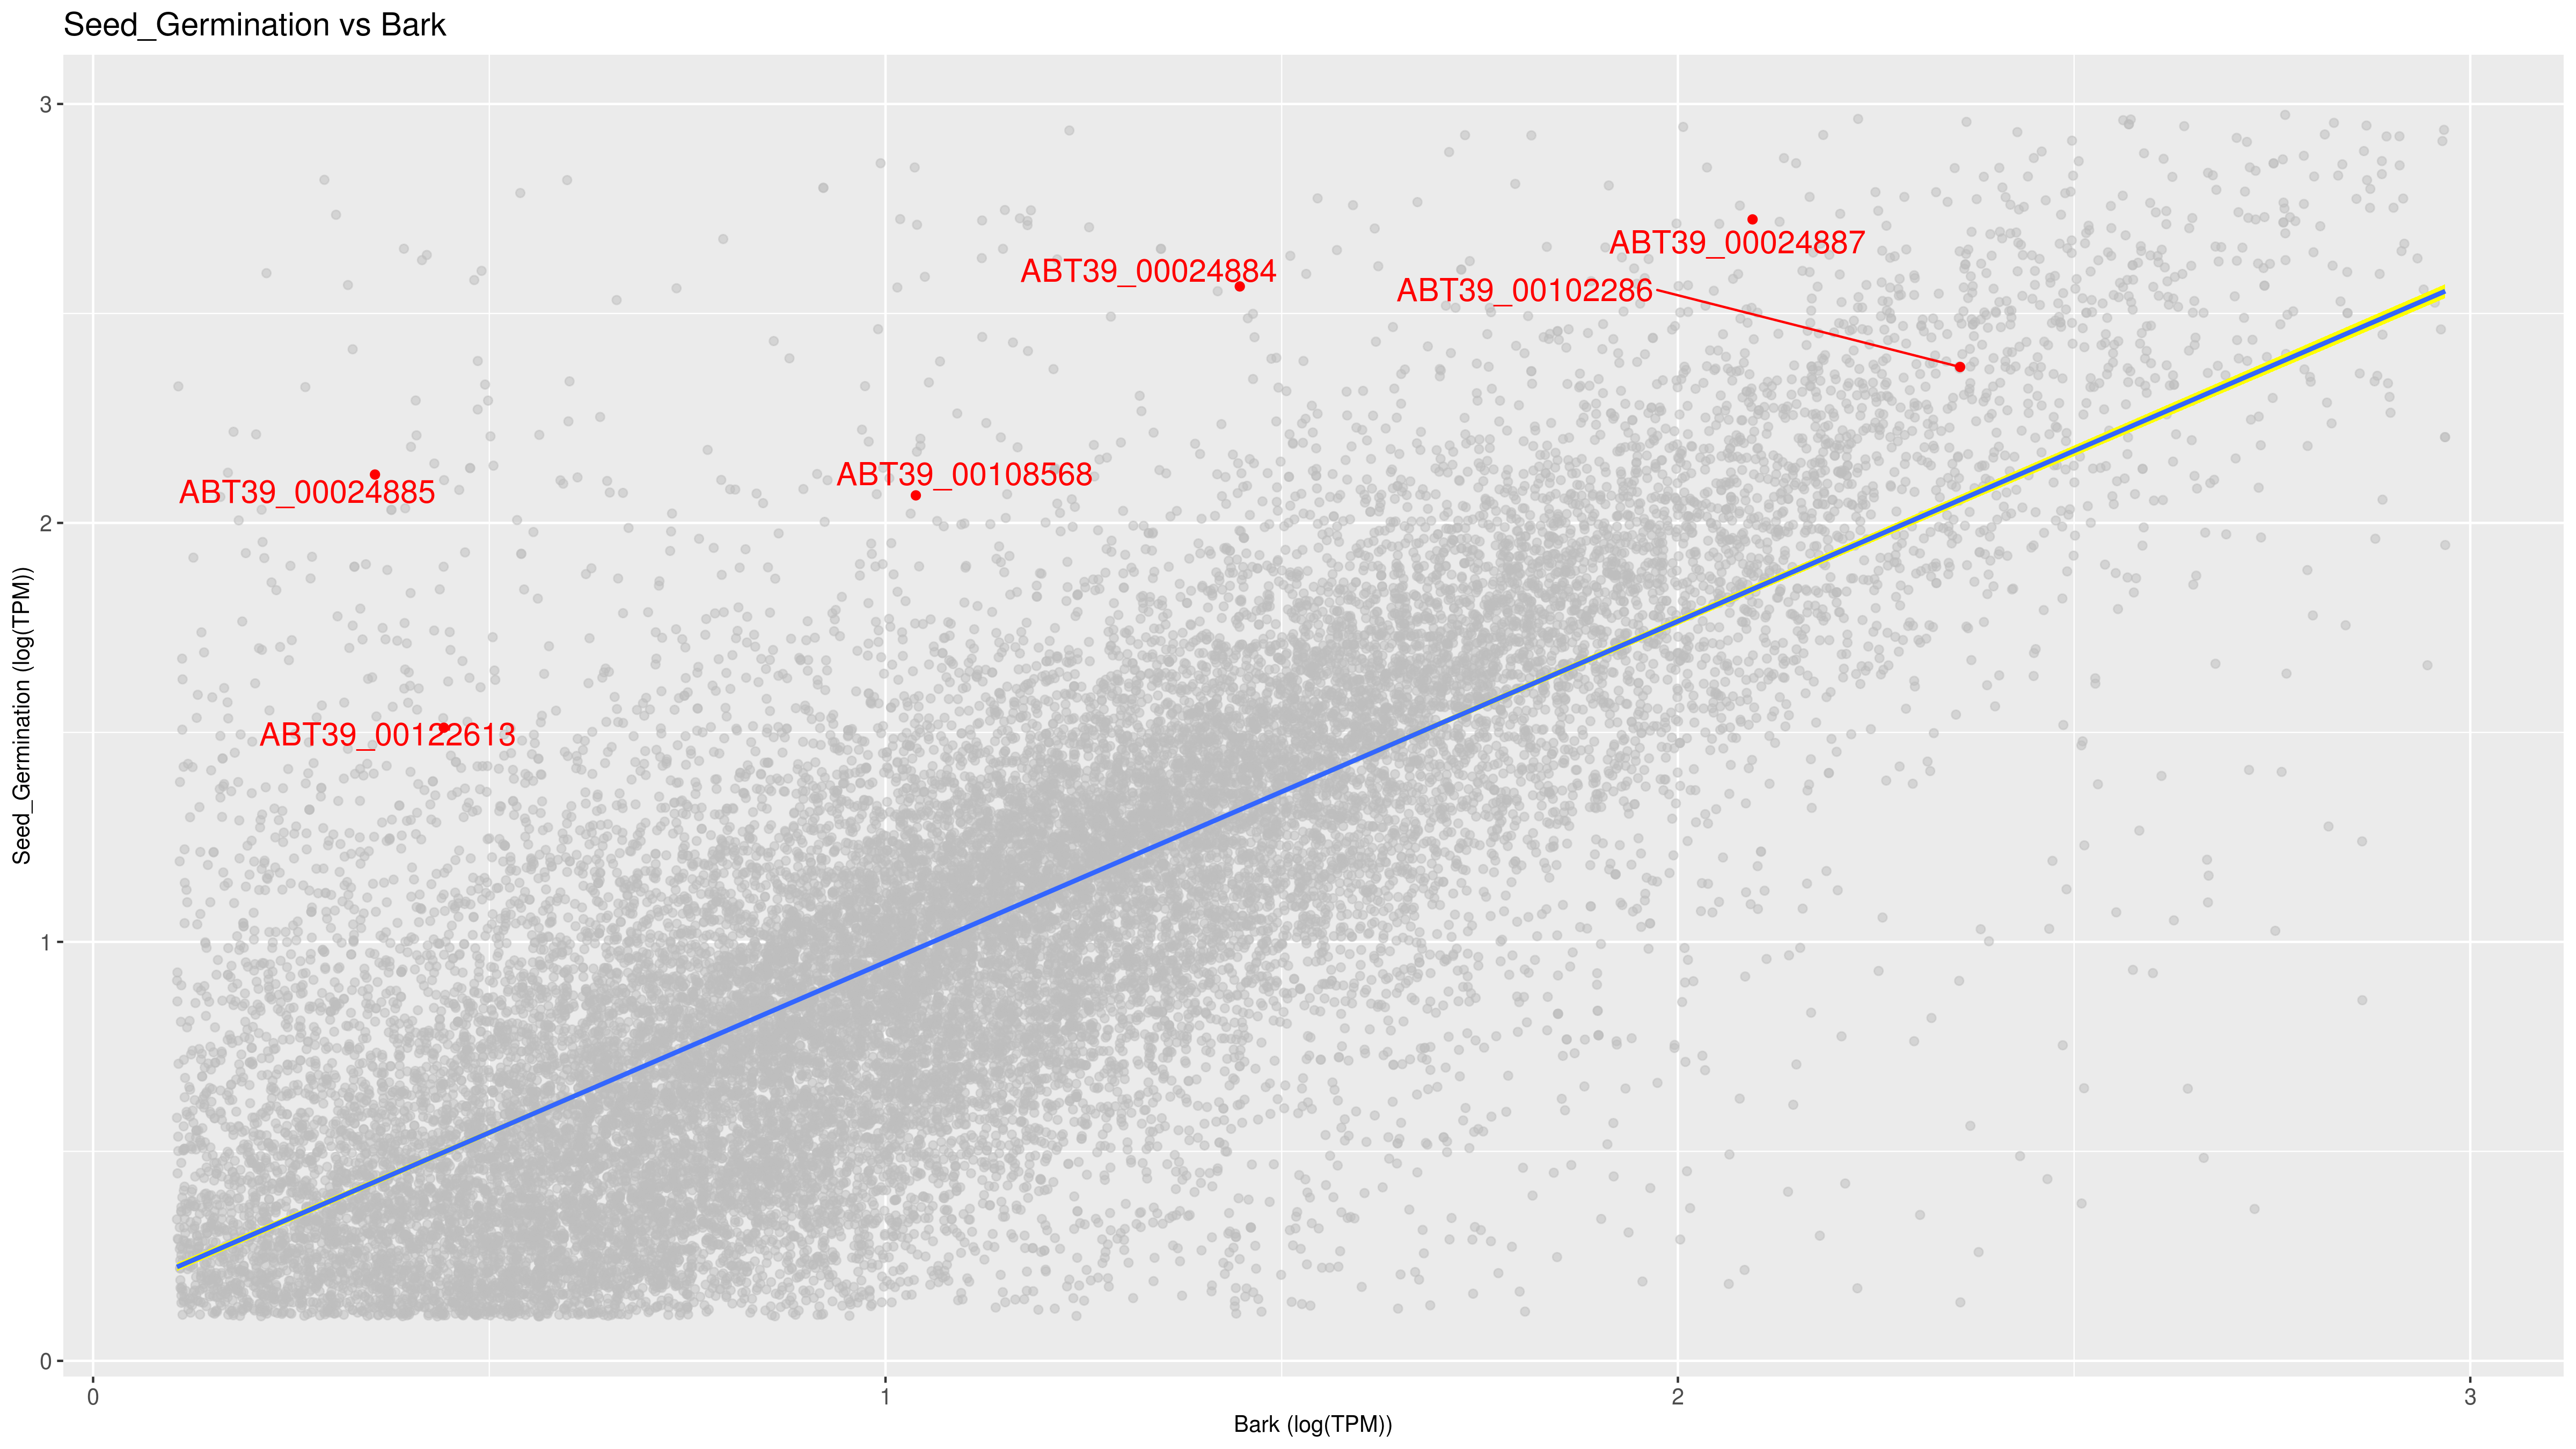 Seed_Germination vs Bark
3
ABT39_00024887
ABT39_00024884
ABT39_00102286
ABT39_00108568
ABT39_00024885
2
ABT39_00122613
Seed_Germination (log(TPM))
1
0
0 1 2 3
Bark (log(TPM))